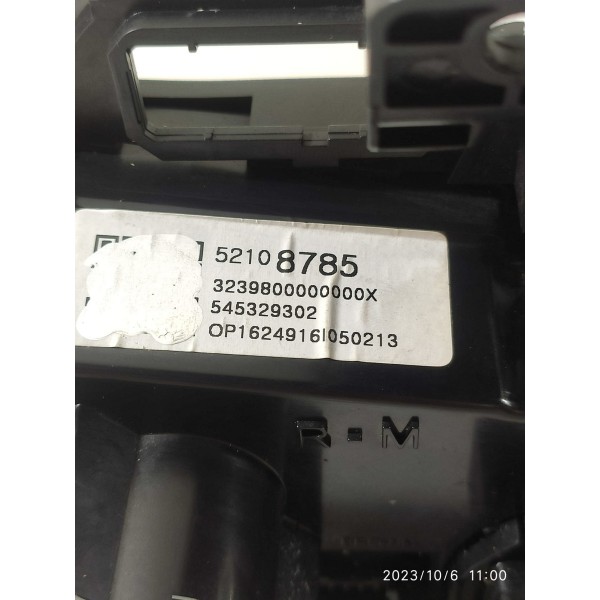 5210 8785
3239800000000X
545329302
OP1624916I050213
R-M
2023/10/6 11:00